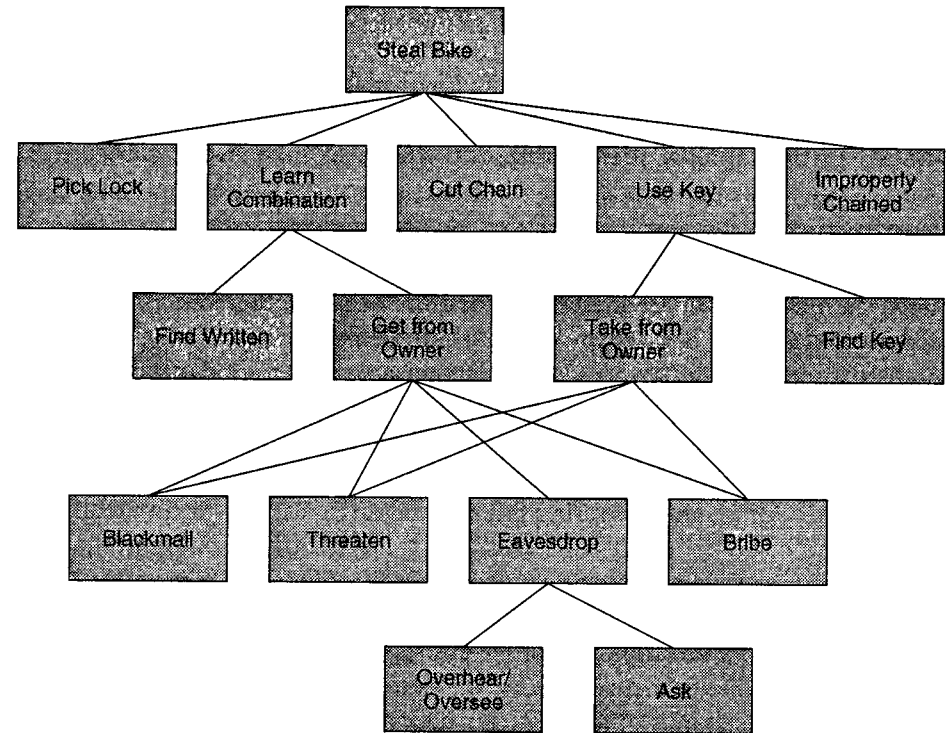 Steal Bike
Pick Lock
Learn
Combination
Cut Chain
Use Key
Improperly
Chained
Find Written
Get from
Owner
Take from
Owner
Find Key
Blackmail
Threaten
Eavesdrop
Bribe
Overhear/
Oversee
Ask